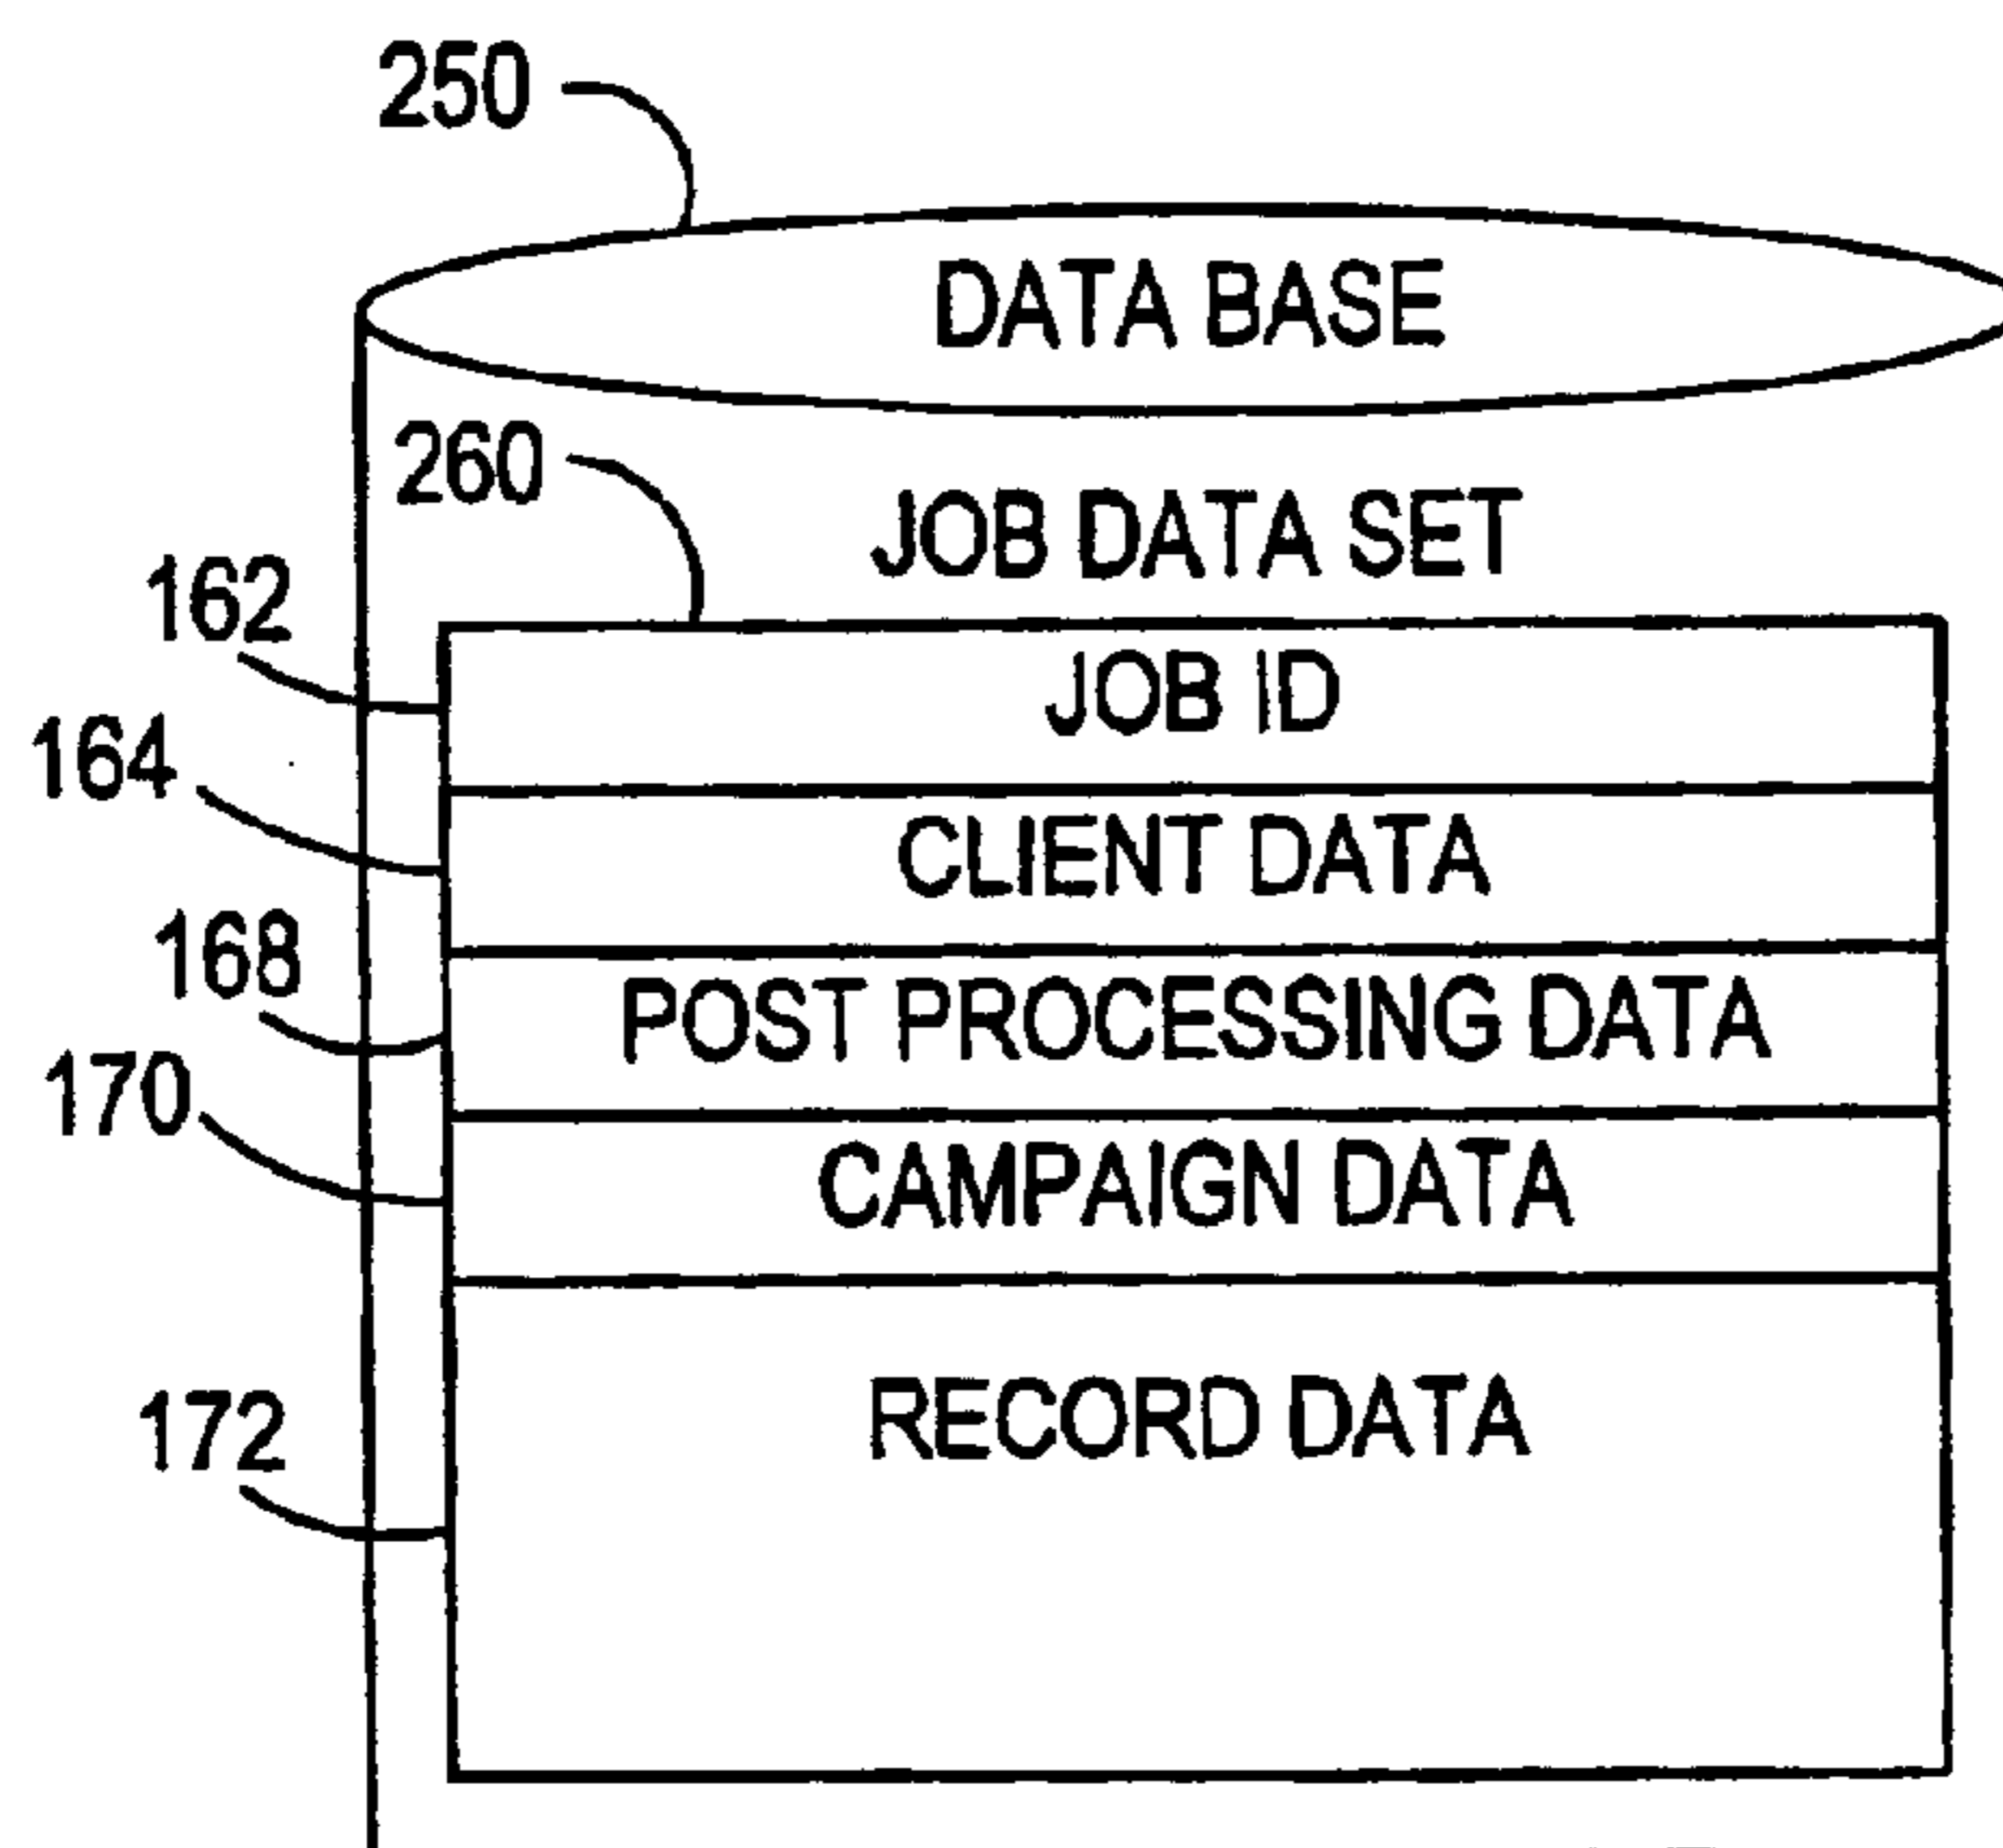 250
DATA BASE
260
JOB DATA SET
162
JOB ID
164
CLIENT DATA
168
POST PROCESSING DATA
170
CAMPAIGN DATA
172
RECORD DATA